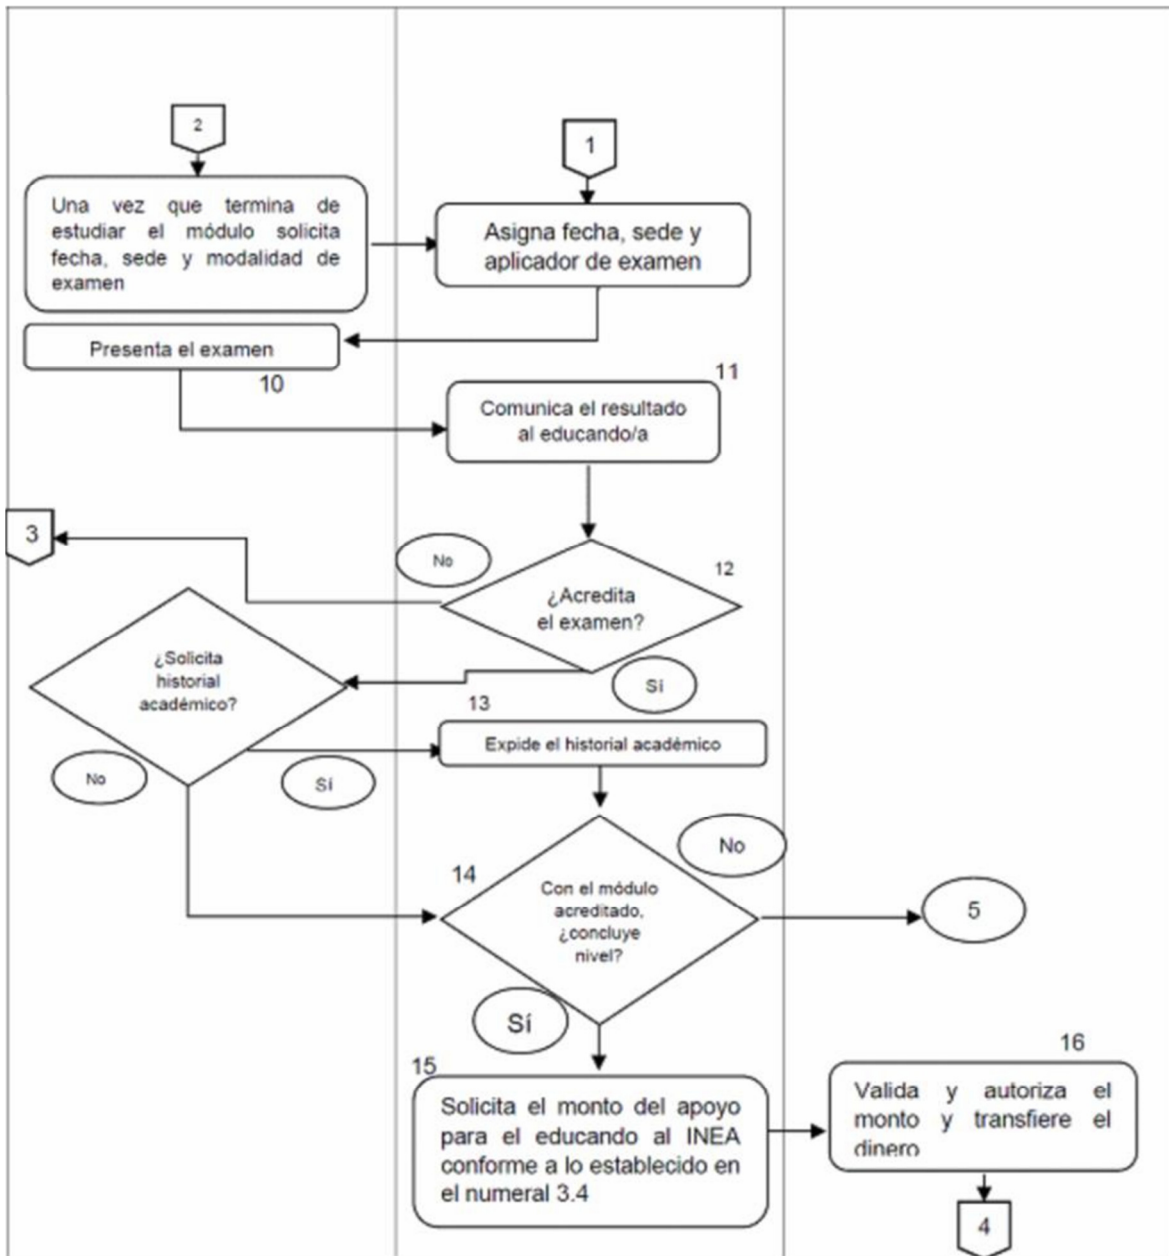 2
1
Una vez que termina de
estudiar el módulo solicita
fecha, sede y modalidad de
examen
Asigna fecha, sede y
aplicador de examen
Presenta el examen
10
11
Comunica el resultado
al educando/a
3
No
12
¿Acredita
el examen?
¿Solicita
historial
académico?
Sí
13
Expide el historial académico
No
Sí
No
14
Con el módulo
acreditado,
¿concluye
nivel?
5
Sí
15
Solicita el monto del apoyo
para el educando al INEA
conforme a lo establecido en
el numeral 3.4
16
Valida y autoriza el
monto y transfiere el
dinero
4